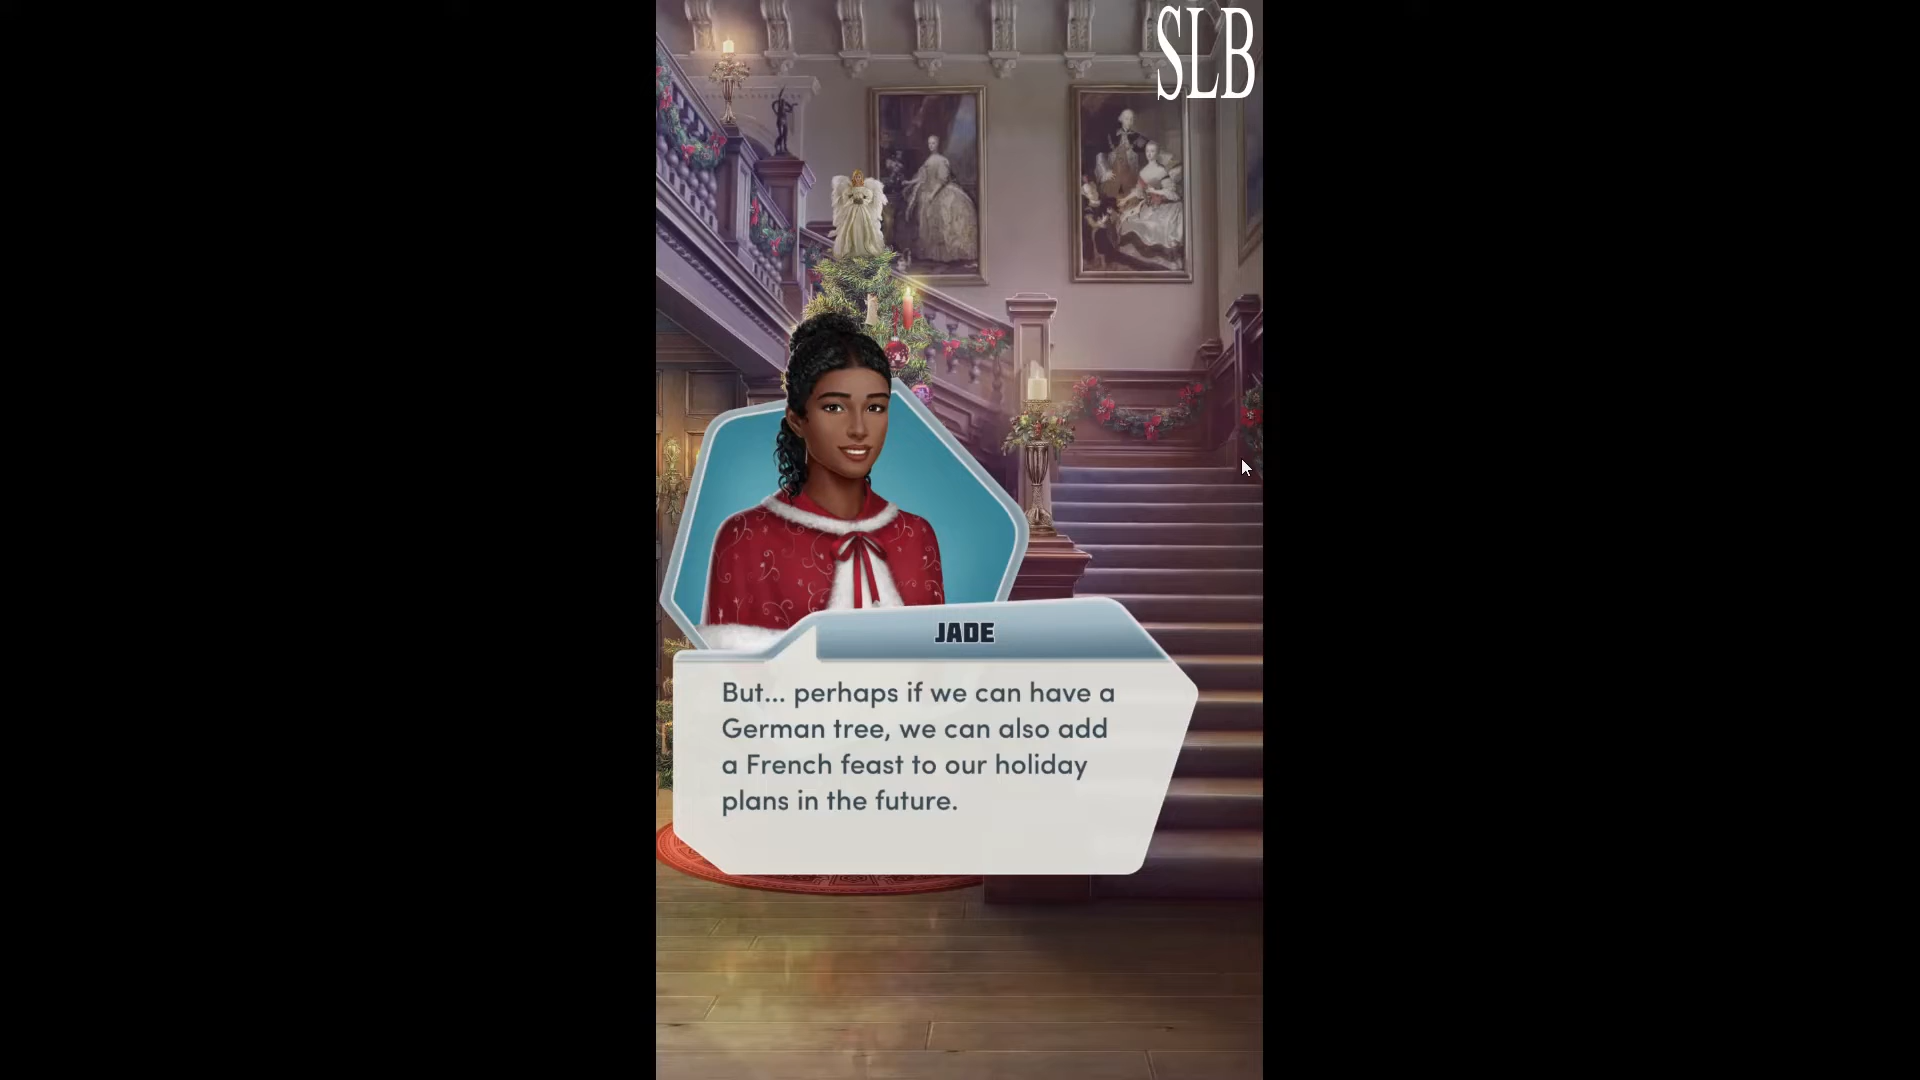 SLB
JADE
But... perhaps if we can have a
German tree, we can also add
a French feast to our holiday
plans in the future.